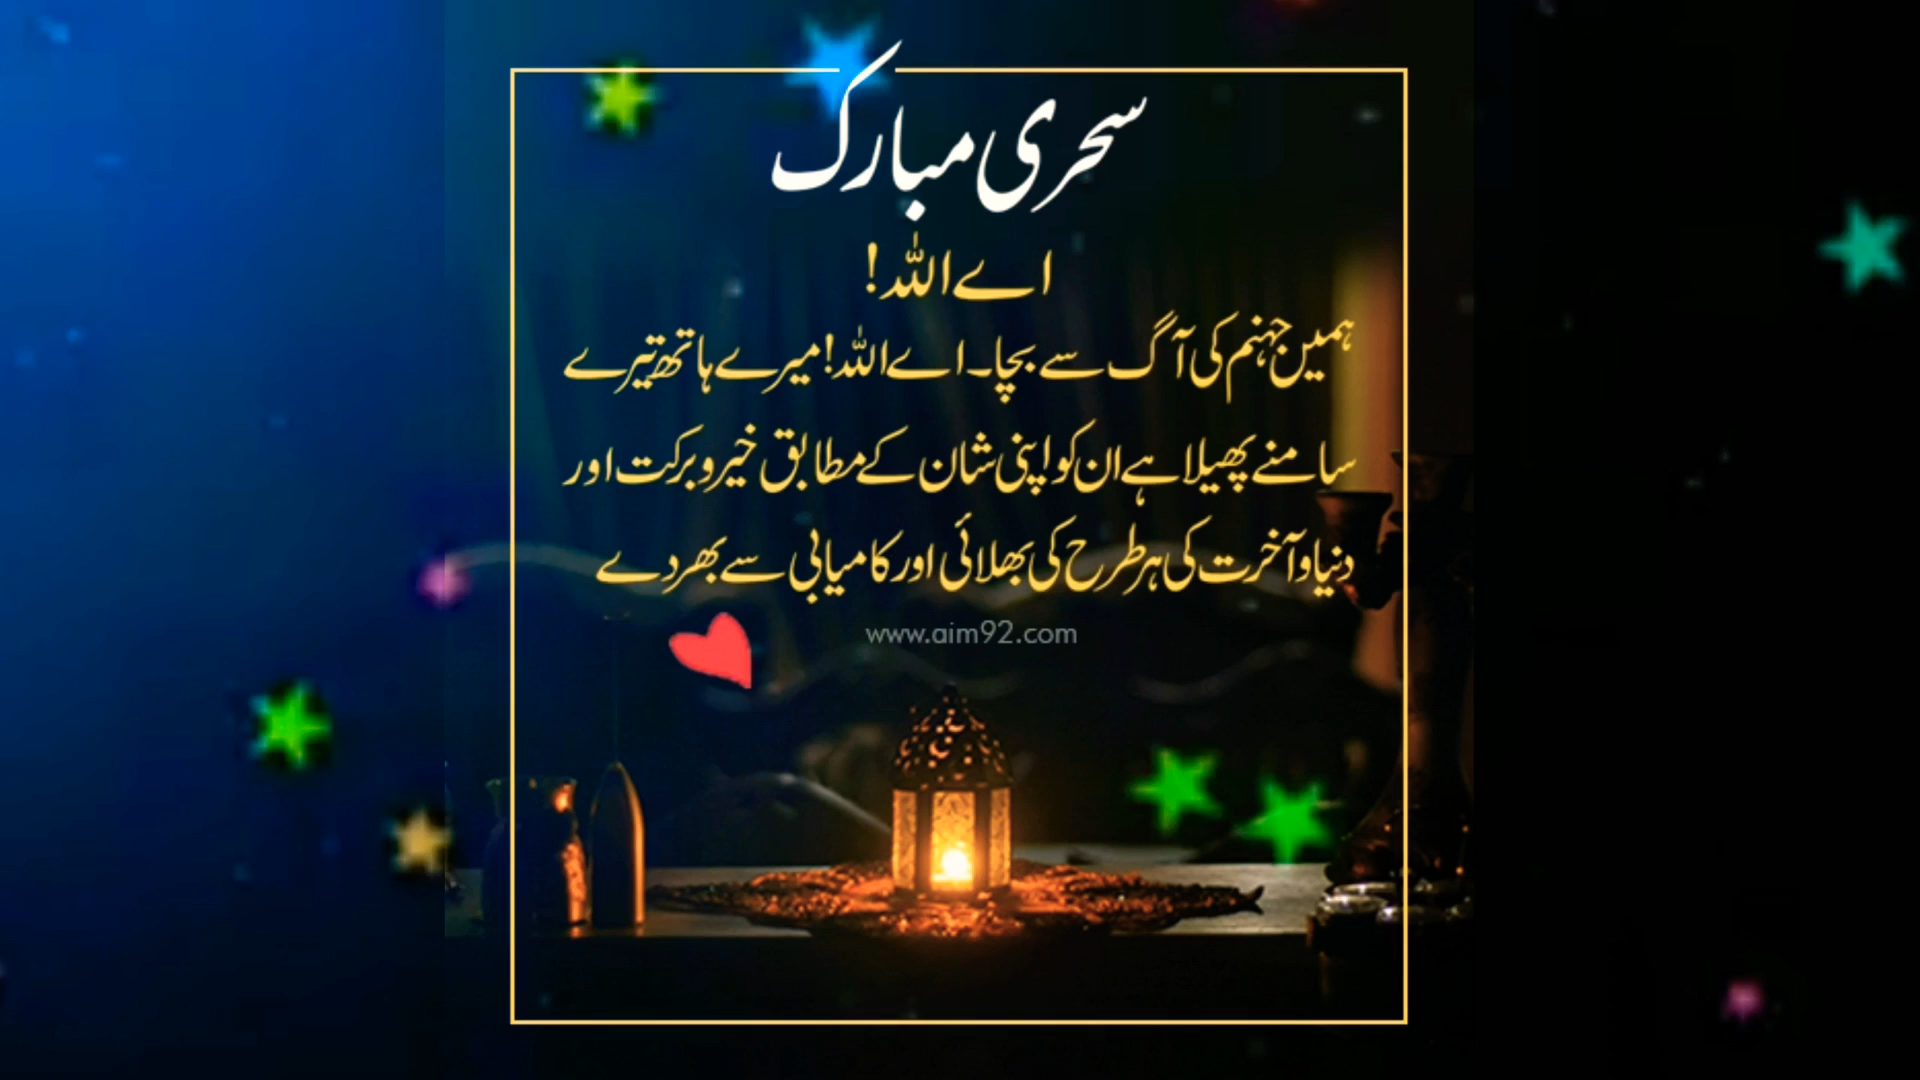 سحری مبارک
اے اللہ!
ہمیں جہنم کی آگ سے بچا۔ اے اللہ! میرے ہاتھ تیرے
سامنے پھیلا ہے ان کو اپنی شان کے مطابق خیر و برکت اور
دنیا و آخرت کی ہر طرح کی بھلائی اور کامیابی سے بھر دے
www.aim92.com